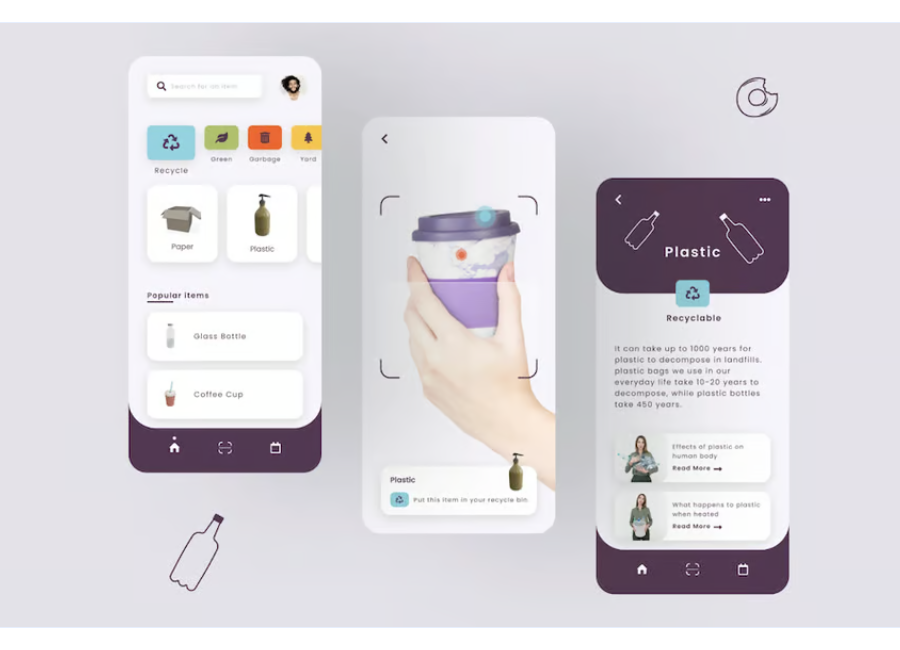 Search for an item
Recycle
Green
Garbage
Yard
Paper
Plastic
Popular items
Glass Bottle
Coffee Cup
Plastic
Put this item in your recycle bin.
Plastic
Recyclable
It can take up to 1000 years for
plastic to decompose in landfills.
plastic bags we use in our
everyday life take 10-20 years to
decompose, while plastic bottles
take 450 years.
Effects of plastic on
human body
Read More
What happens to plastic
when heated
Read More